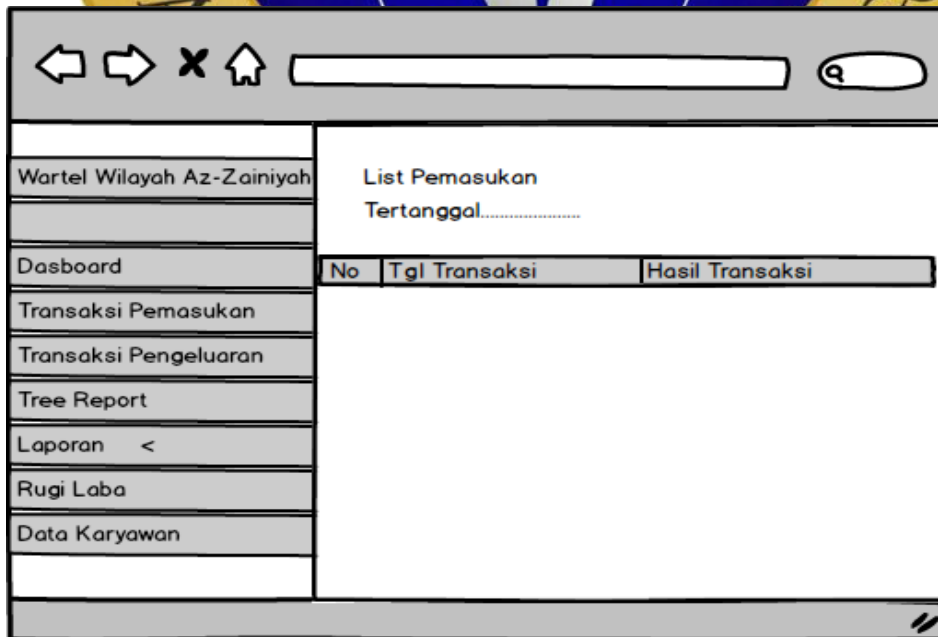 Wartel Wilayah Az-Zainiyah
Dasboard
Transaksi Pemasukan
Transaksi Pengeluaran
Tree Report
Laporan <
Rugi Laba
Data Karyawan
List Pemasukan
Tertanggal.....................
No Tgl Transaksi Hasil Transaksi